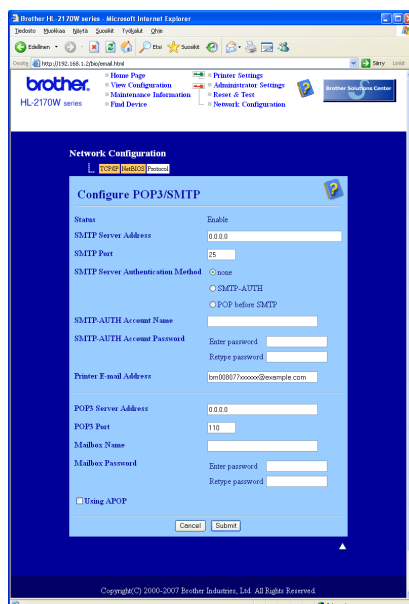 Brother HL-2170W series - Microsoft Internet Explorer
Tiedosto Muokkaa Näytä Suosikit Työkalut Ohje
Edellinen Etsi Suosikit
Osoite http://192.168.1.2/bio/email.html Siirry Linkit
brother.
HL-2170W series
Home Page
View Configuration
Maintenance Information
Find Device
Printer Settings
Administrator Settings
Reset & Test
Network Configuration
Brother Solutions Center
Network Configuration
TCP/IP NetBIOS Protocol
Configure POP3/SMTP
Status Enable
SMTP Server Address 0.0.0.0
SMTP Port 25
SMTP Server Authentication Method none
SMTP-AUTH
POP before SMTP
SMTP-AUTH Account Name
SMTP-AUTH Account Password Enter password
Retype password
Printer E-mail Address brn008077xxxxxx@example.com
POP3 Server Address 0.0.0.0
POP3 Port 110
Mailbox Name
Mailbox Password Enter password
Retype password
Using APOP
Cancel Submit
Copyright(C) 2000-2007 Brother Industries, Ltd. All Rights Reserved.